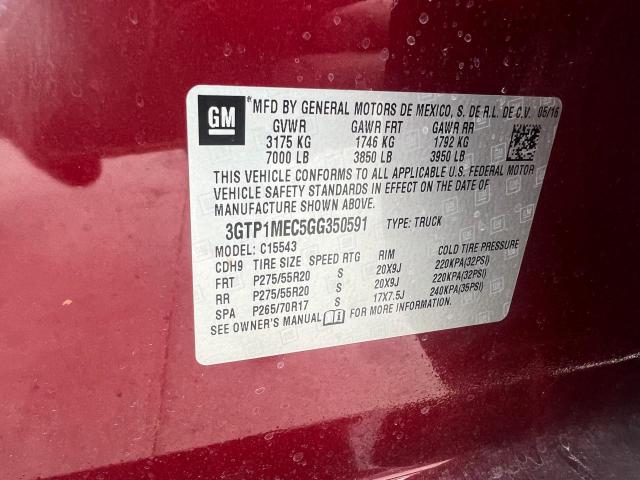 GM
MFD BY GENERAL MOTORS DE MEXICO, S. DE R.L. DE C.V. 05/16
GVWR GAWR FRT GAWR RR
3175 KG 1746 KG 1792 KG
7000 LB 3850 LB 3950 LB
THIS VEHICLE CONFORMS TO ALL APPLICABLE U.S. FEDERAL MOTOR
VEHICLE SAFETY STANDARDS IN EFFECT ON THE DATE OF
MANUFACTURE SHOWN ABOVE.
3GTP1MEC5GG350591 TYPE: TRUCK
MODEL: C15543
CDH9 TIRE SIZE SPEED RTG RIM COLD TIRE PRESSURE
FRT P275/55R20 S 20X9J 220KPA(32PSI)
RR P275/55R20 S 20X9J 220KPA(32PSI)
SPA P265/70R17 S 17X7.5J 240KPA(35PSI)
SEE OWNER'S MANUAL FOR MORE INFORMATION.